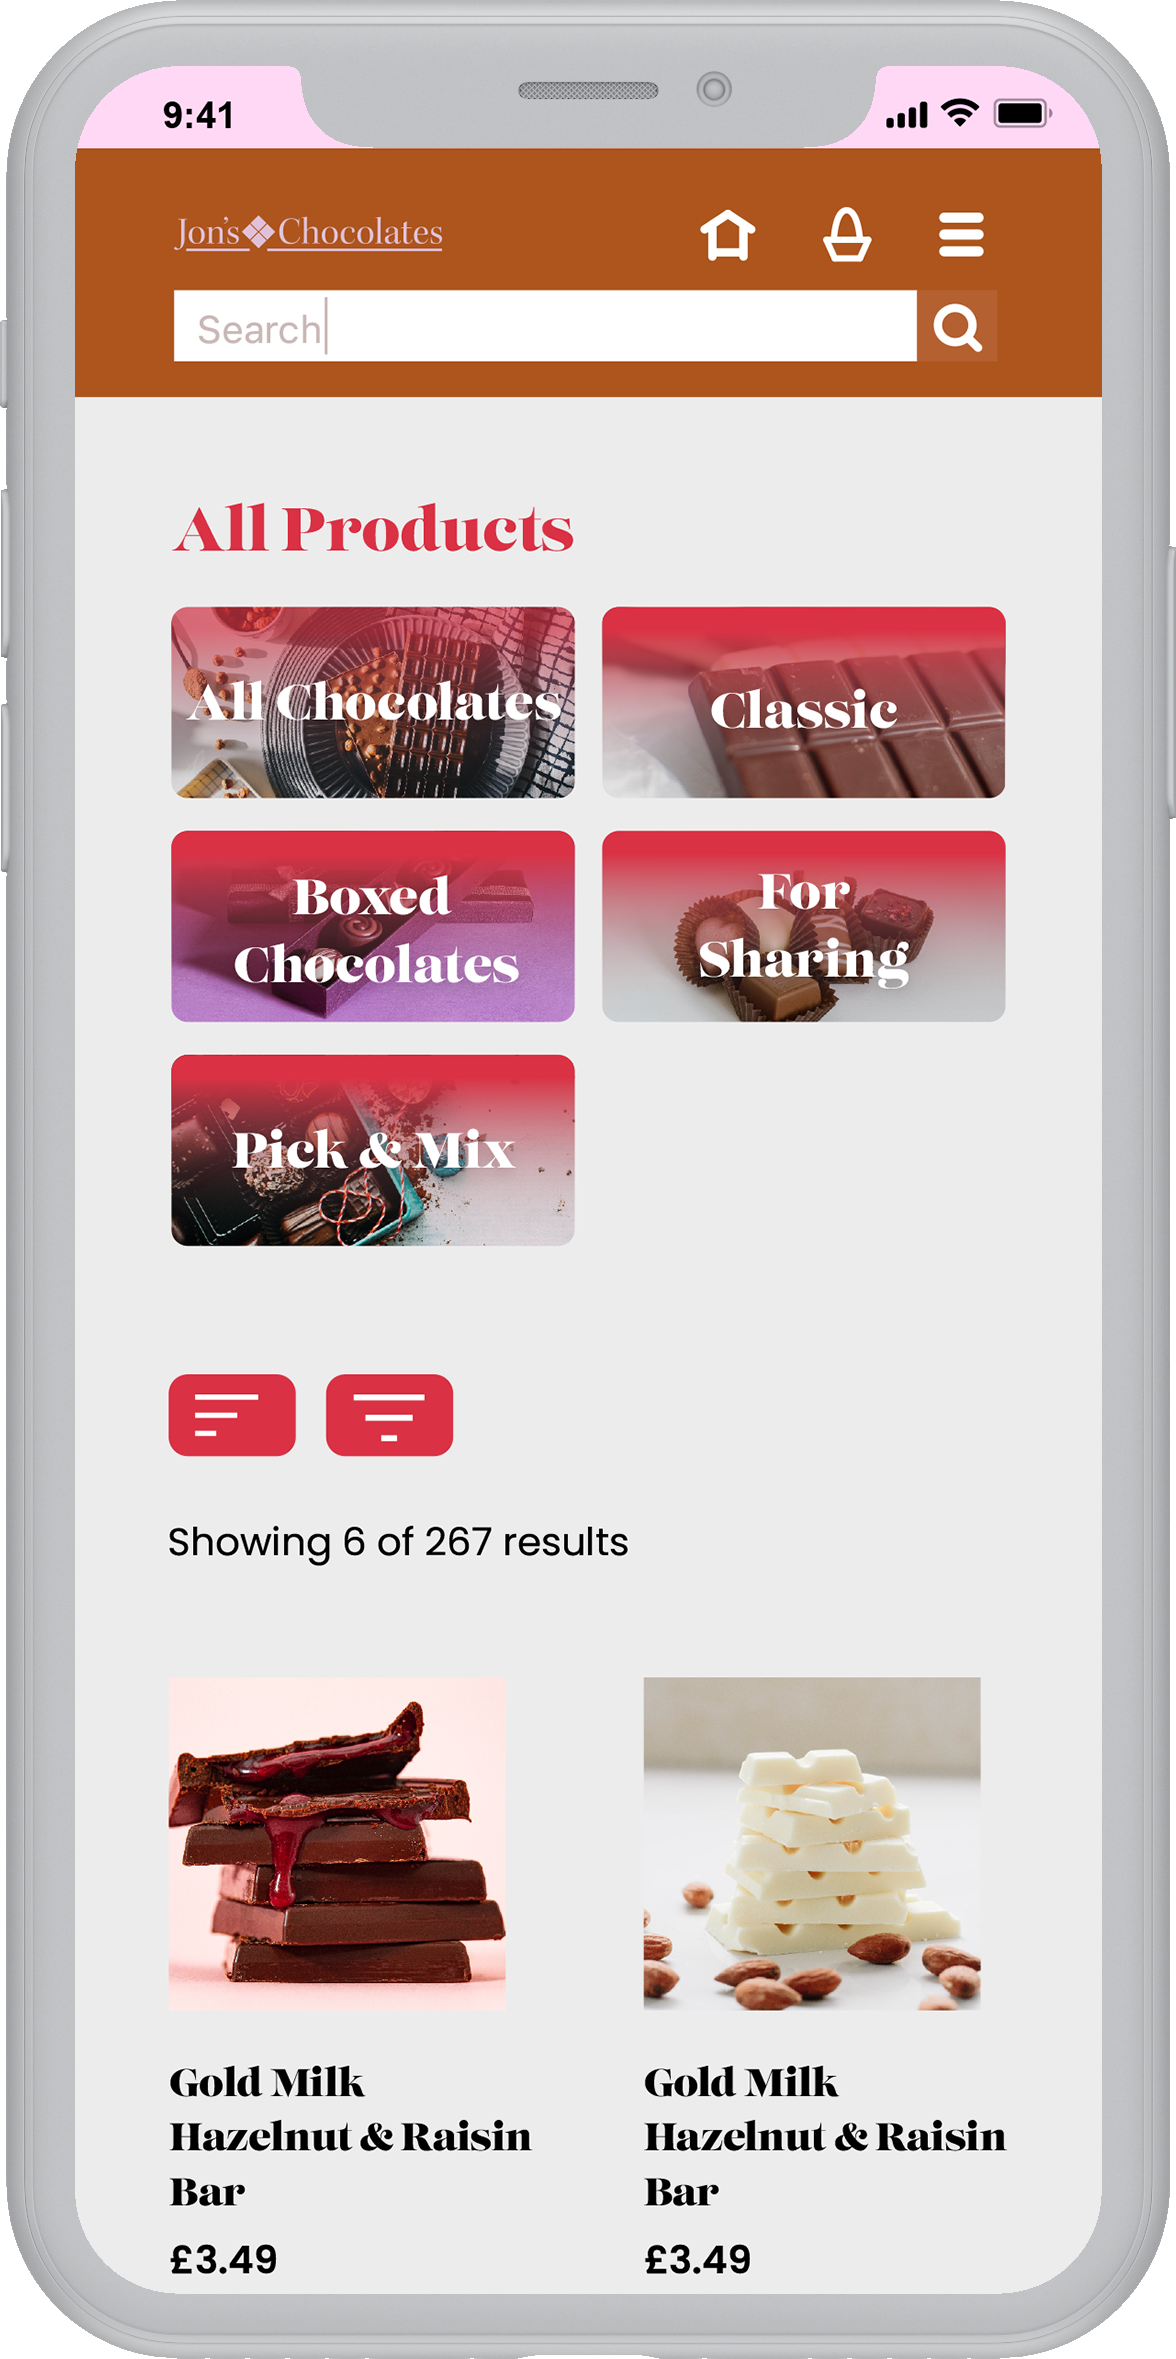 9:41
Jon's Chocolates
Search
All Products
All Chocolates
Classic
Boxed
Chocolates
For
Sharing
Pick & Mix
Showing 6 of 267 results
Gold Milk
Hazelnut & Raisin
Bar
£3.49
Gold Milk
Hazelnut & Raisin
Bar
£3.49